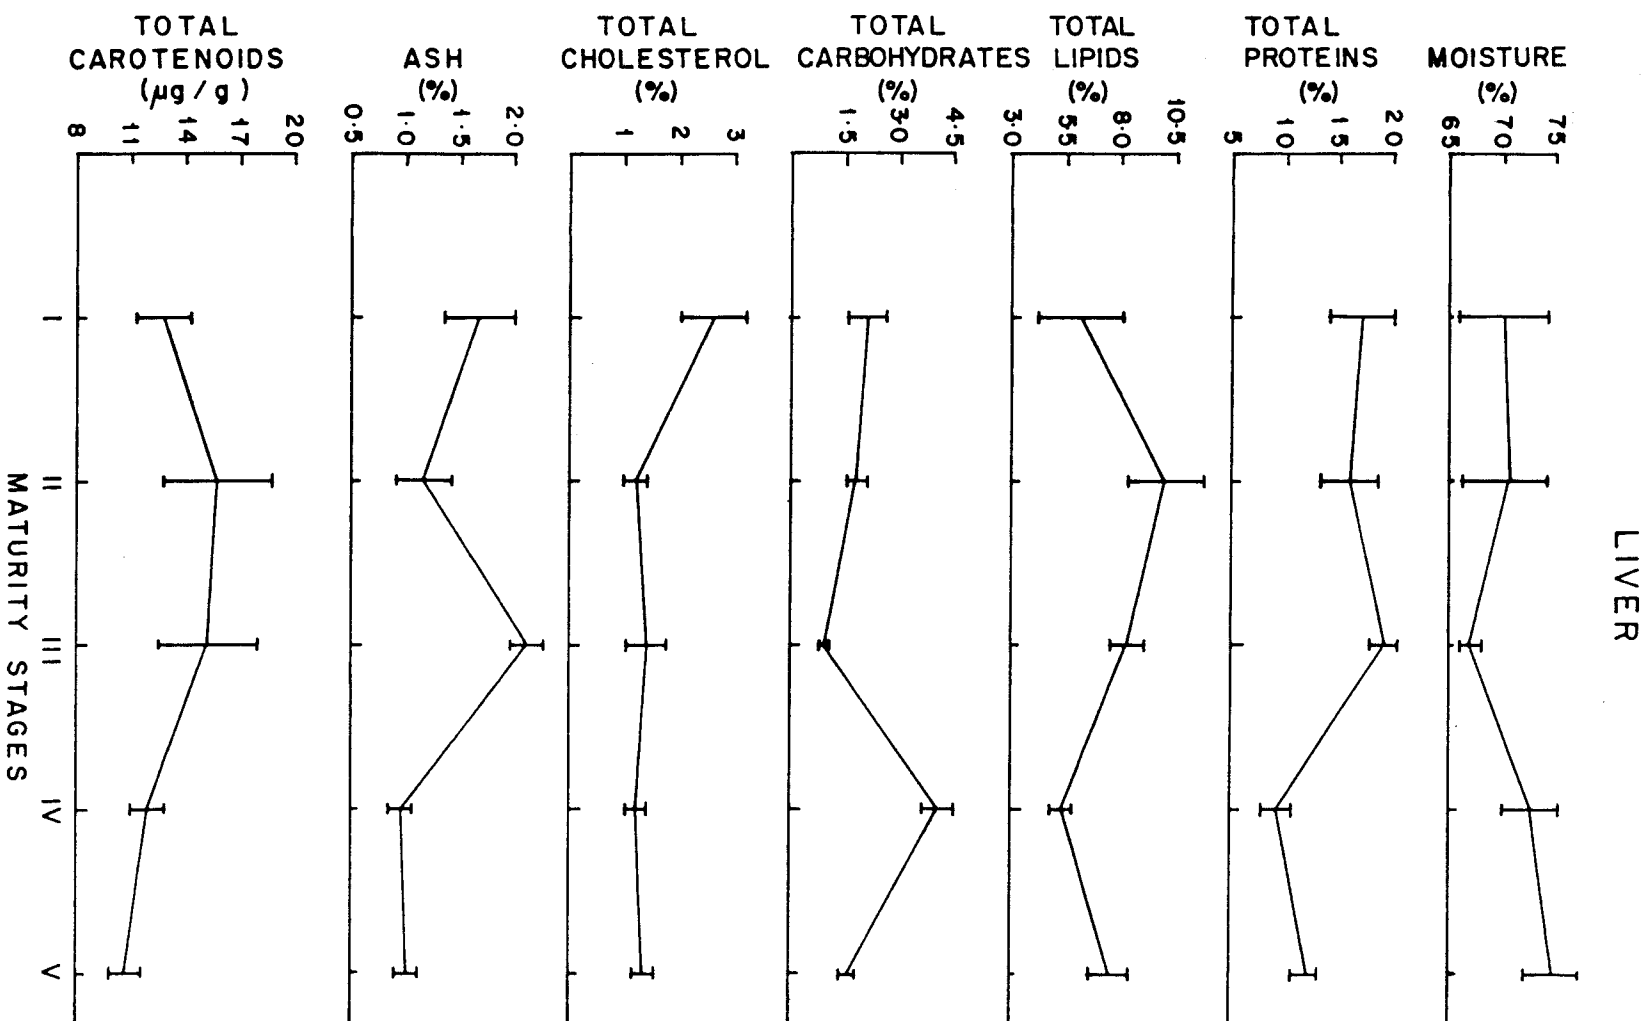 LIVER
TOTAL
CAROTENOIDS
(μg/g)
8 11 14 17 20
ASH
(%)
0.5 1.0 1.5 2.0
TOTAL
CHOLESTEROL
(%)
1 2 3
TOTAL
CARBOHYDRATES
(%)
1.5 3.0 4.5
TOTAL
LIPIDS
(%)
3.0 5.5 8.0 10.5
TOTAL
PROTEINS
(%)
5 10 15 20
MOISTURE
(%)
65 70 75
I II III IV V
MATURITY STAGES